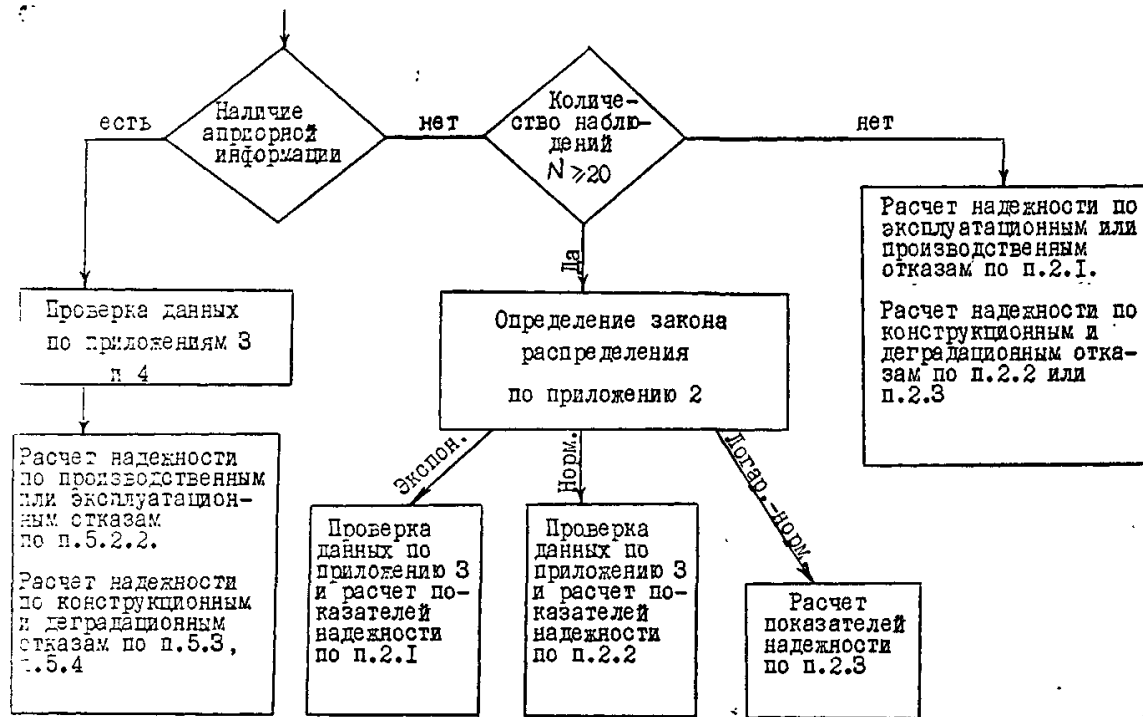 Наличие
априорной
информации
есть
нет
Количе-
ство наблю-
дений
N ⩾ 20
нет
Да
Расчет надежности по
эксплуатационным или
производственным
отказам по п.2.I.
Расчет надежности по
конструкционным и
деградационным отка-
зам по п.2.2 или
п.2.3
Проверка данных
по приложениям 3
и 4
Определение закона
распределения
по приложению 2
Расчет надежности
по производственным
или эксплуатацион-
ным отказам
по п.5.2.2.
Расчет надежности
по конструкционным
и деградационным
отказам по п.5.3,
п.5.4
Экспон.
Норм.
Логар.-норм.
Проверка
данных по
приложению 3
и расчет по-
казателей
надежности
по п.2.I
Проверка
данных по
приложению 3
и расчет по-
казателей
надежности
по п.2.2
Расчет
показателей
надежности
по п.2.3